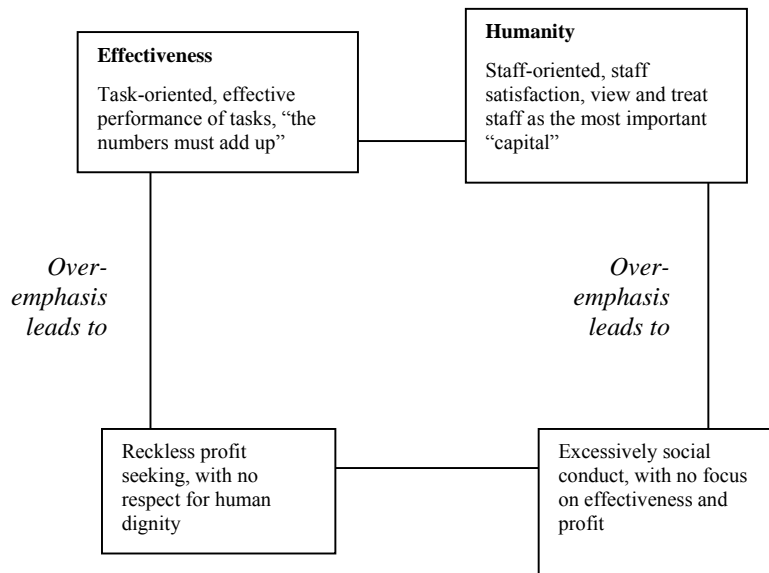 Effectiveness
Task-oriented, effective
performance of tasks, “the
numbers must add up”
Humanity
Staff-oriented, staff
satisfaction, view and treat
staff as the most important
“capital”
Over-
emphasis
leads to
Over-
emphasis
leads to
Reckless profit
seeking, with no
respect for human
dignity
Excessively social
conduct, with no focus
on effectiveness and
profit